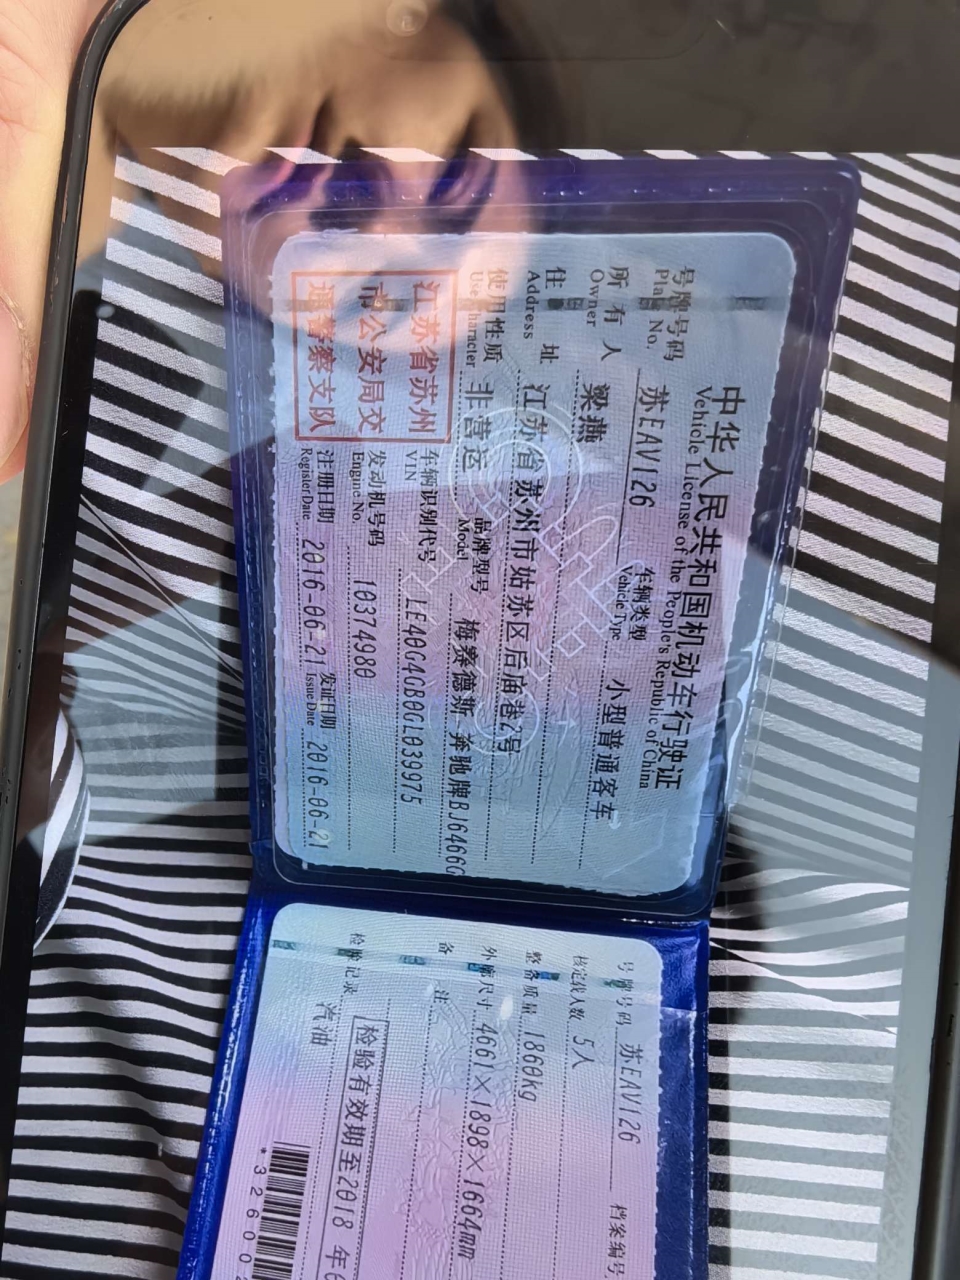 中华人民共和国机动车行驶证
Vehicle License of the People's Republic of China
号牌号码 苏EAV126 车辆类型 小型普通客车
Plate No. Vehicle Type
所有人 梁燕
Owner
住址 江苏省苏州市姑苏区后庙巷2号
Address
使用性质 非营运 品牌型号 梅赛德斯-奔驰牌BJ6466G
Use Character Model
江苏省苏州
市公安局交
通警察支队
车辆识别代号 LE40G4GB0GL039975
VIN
发动机号码 10374980
Engine No.
注册日期 2016-06-21 发证日期 2016-06-21
Register Date Issue Date
号牌号码 苏EAV126 档案编号
核定载人数 5人
整备质量 1860kg
外廓尺寸 4661×1898×1664mm
备注
检验有效期至2018年6
检验记录 汽油
*32600